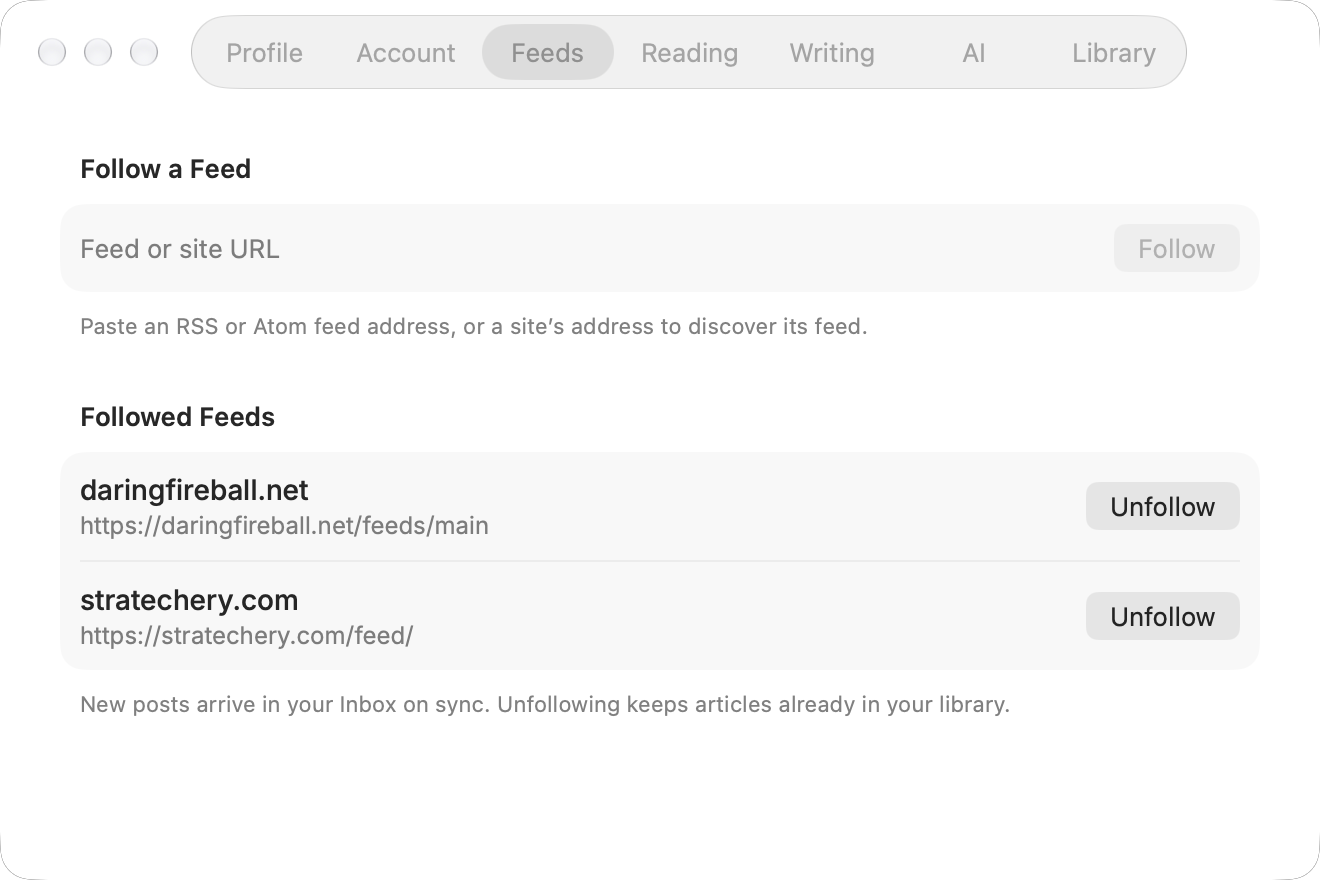 Profile Account Feeds Reading Writing AI Library
Follow a Feed
Feed or site URL Follow
Paste an RSS or Atom feed address, or a site’s address to discover its feed.
Followed Feeds
daringfireball.net
https://daringfireball.net/feeds/main
Unfollow
stratechery.com
https://stratechery.com/feed/
Unfollow
New posts arrive in your Inbox on sync. Unfollowing keeps articles already in your library.